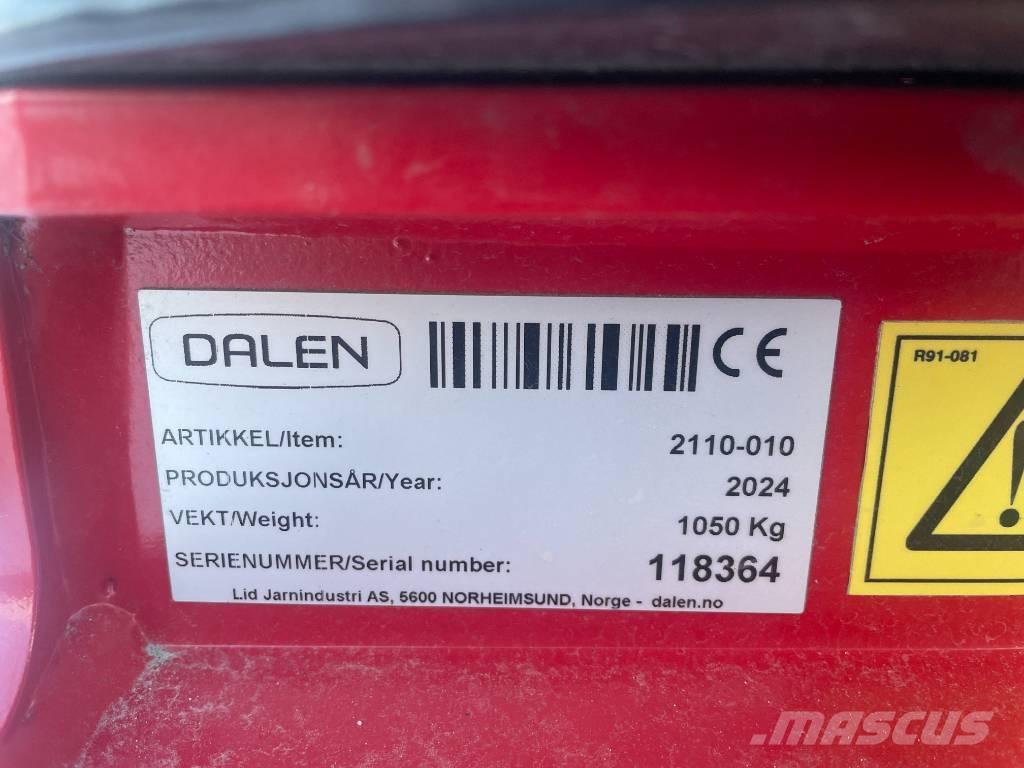 DALEN
CE
R91-081
ARTIKKEL/Item: 2110-010
PRODUKSJONSÅR/Year: 2024
VEKT/Weight: 1050 Kg
SERIENUMMER/Serial number: 118364
Lid Jarnindustri AS, 5600 NORHEIMSUND, Norge - dalen.no
MASCUS